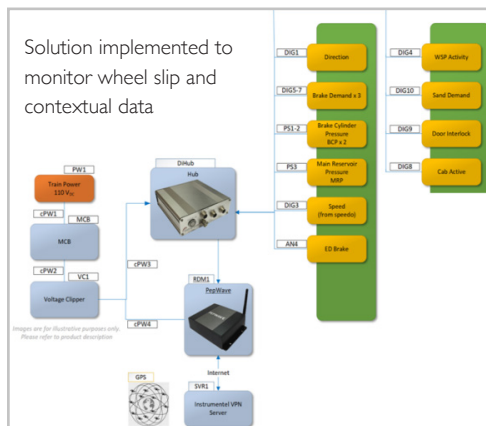 Solution implemented to
monitor wheel slip and
contextual data
PW1
Train Power
110 VDC
cPW1
MCB
MCB
cPW2
VC1
Voltage Clipper
Images are for illustrative purposes only.
Please refer to product description
DiHub
Hub
cPW3
RDM1
PepWave
cPW4
Internet
GPS
SVR1
Instrumentel VPN
Server
DIG1
Direction
DIG5-7
Brake Demand x 3
PS1-2
Brake Cylinder
Pressure
BCP x 2
PS3
Main Reservoir
Pressure
MRP
DIG3
Speed
(from speedo)
AN4
ED Brake
DIG4
WSP Activity
DIG10
Sand Demand
DIG9
Door Interlock
DIG8
Cab Active